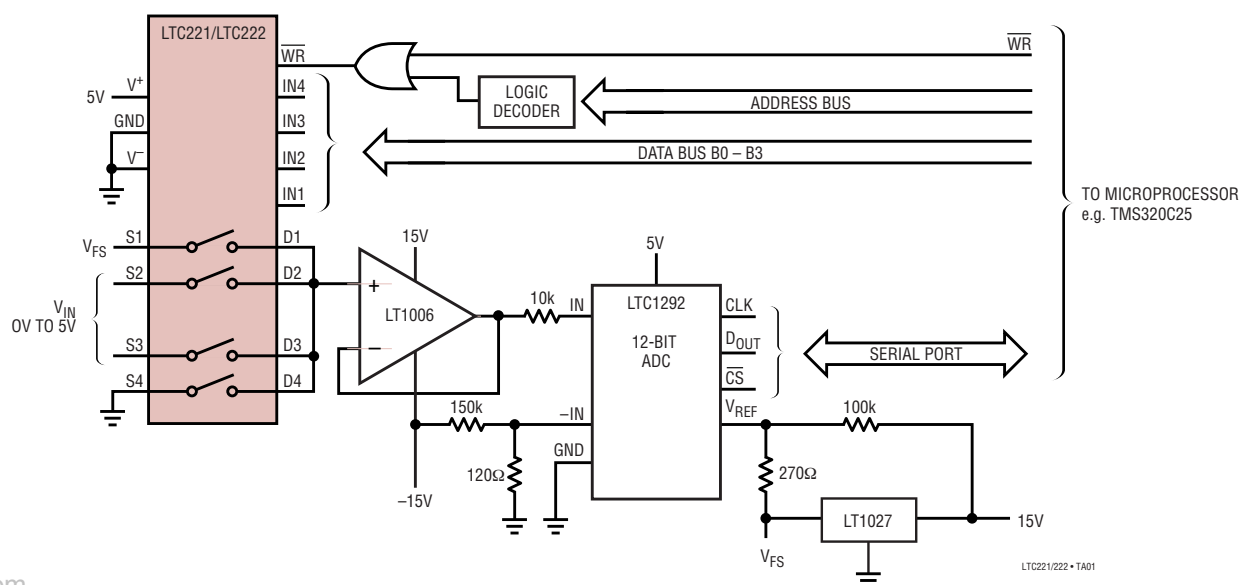 LTC221/LTC222
WR
WR
V+
5V
IN4
LOGIC
DECODER
ADDRESS BUS
GND
IN3
V–
IN2
DATA BUS B0 – B3
IN1
TO MICROPROCESSOR
e.g. TMS320C25
VFS
S1
D1
15V
5V
S2
D2
VIN
0V TO 5V
+
LT1006
–
10k
IN
LTC1292
12-BIT
ADC
CLK
DOUT
CS
SERIAL PORT
S3
D3
S4
D4
150k
–IN
VREF
100k
GND
120Ω
270Ω
–15V
LT1027
15V
VFS
LTC221/222 • TA01
om